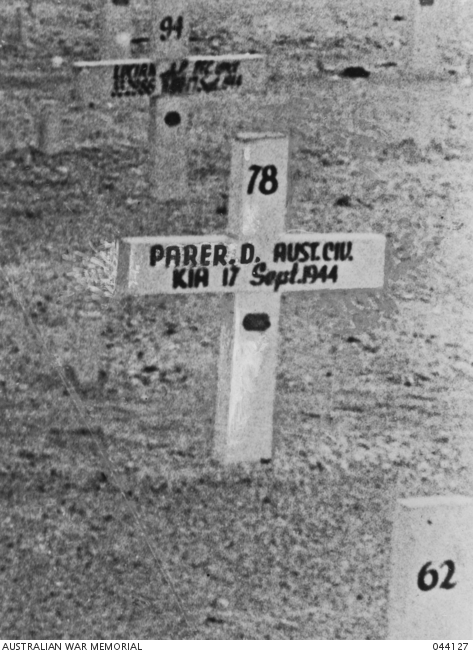 94
78
PARER. D. AUST. CIV.
KIA 17 Sept. 1944
62
AUSTRALIAN WAR MEMORIAL
044127